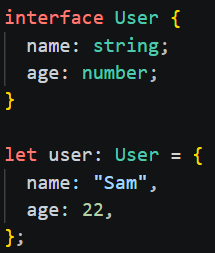 interface User {
  name: string;
  age: number;
}

let user: User = {
  name: "Sam",
  age: 22,
};